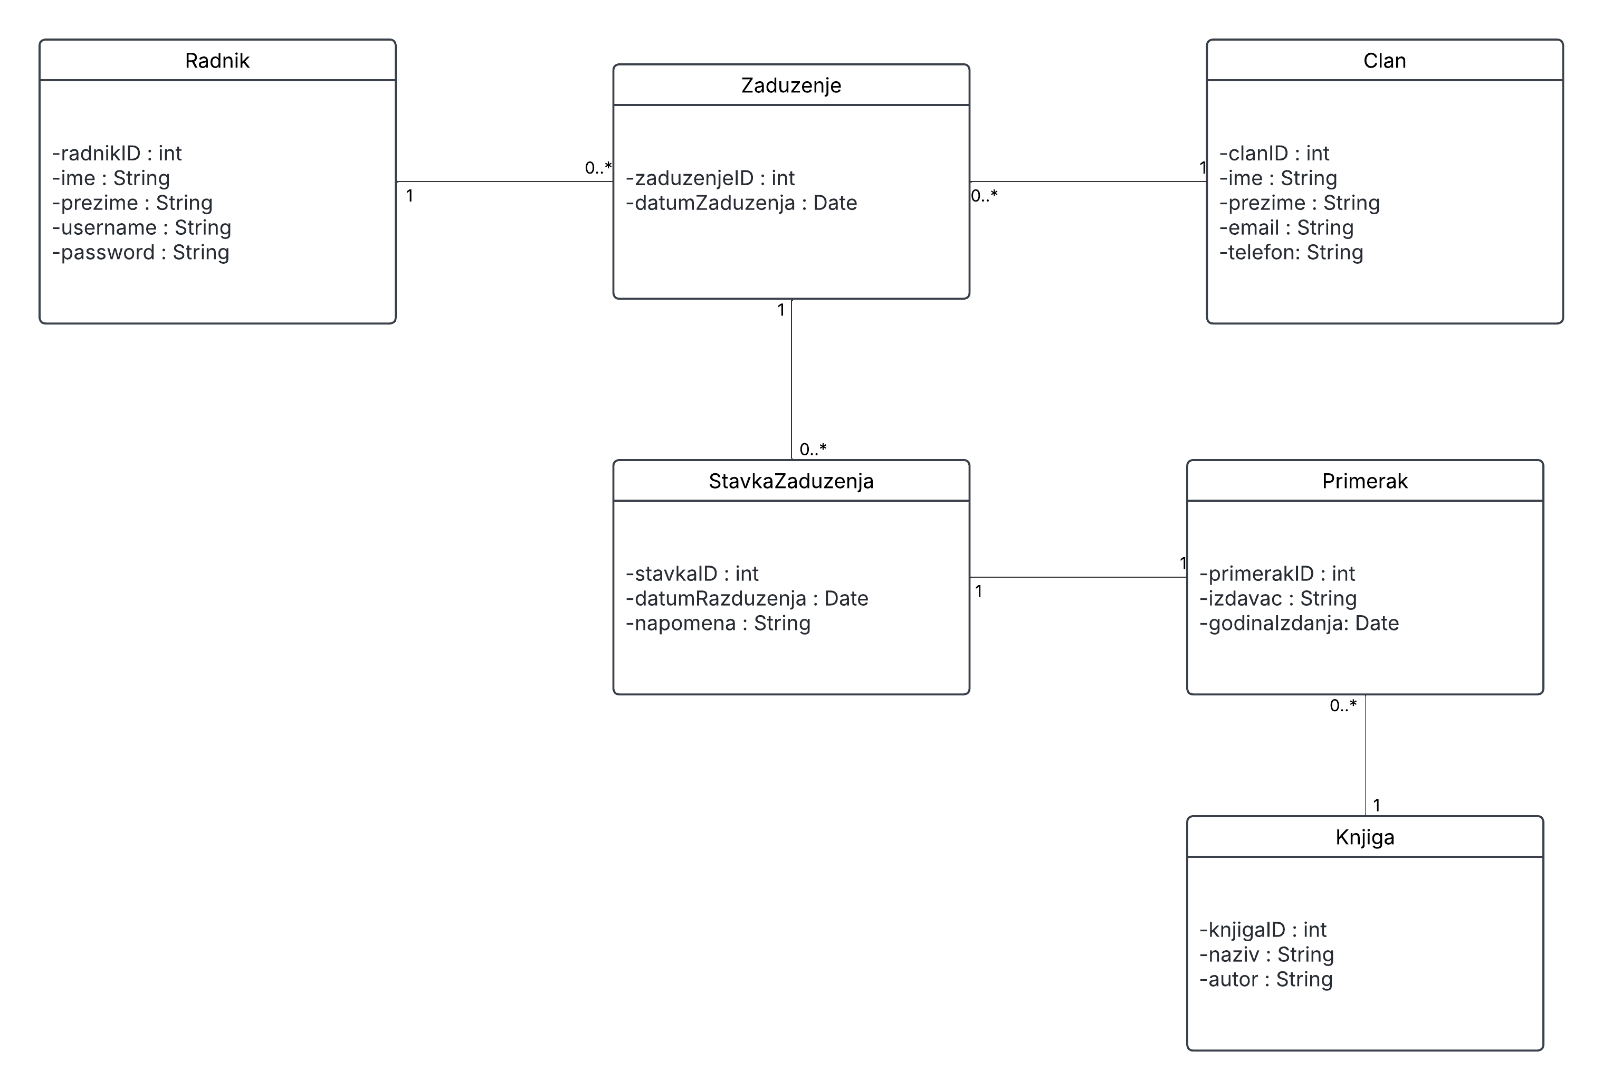 Radnik
-radnikID : int
-ime : String
-prezime : String
-username : String
-password : String
1
0..*
Zaduzenje
-zaduzenjeID : int
-datumZaduzenja : Date
0..*
1
Clan
-clanID : int
-ime : String
-prezime : String
-email : String
-telefon: String
1
0..*
StavkaZaduzenja
-stavkaID : int
-datumRazduzenja : Date
-napomena : String
1
1
Primerak
-primerakID : int
-izdavac : String
-godinaIzdanja: Date
0..*
1
Knjiga
-knjigaID : int
-naziv : String
-autor : String